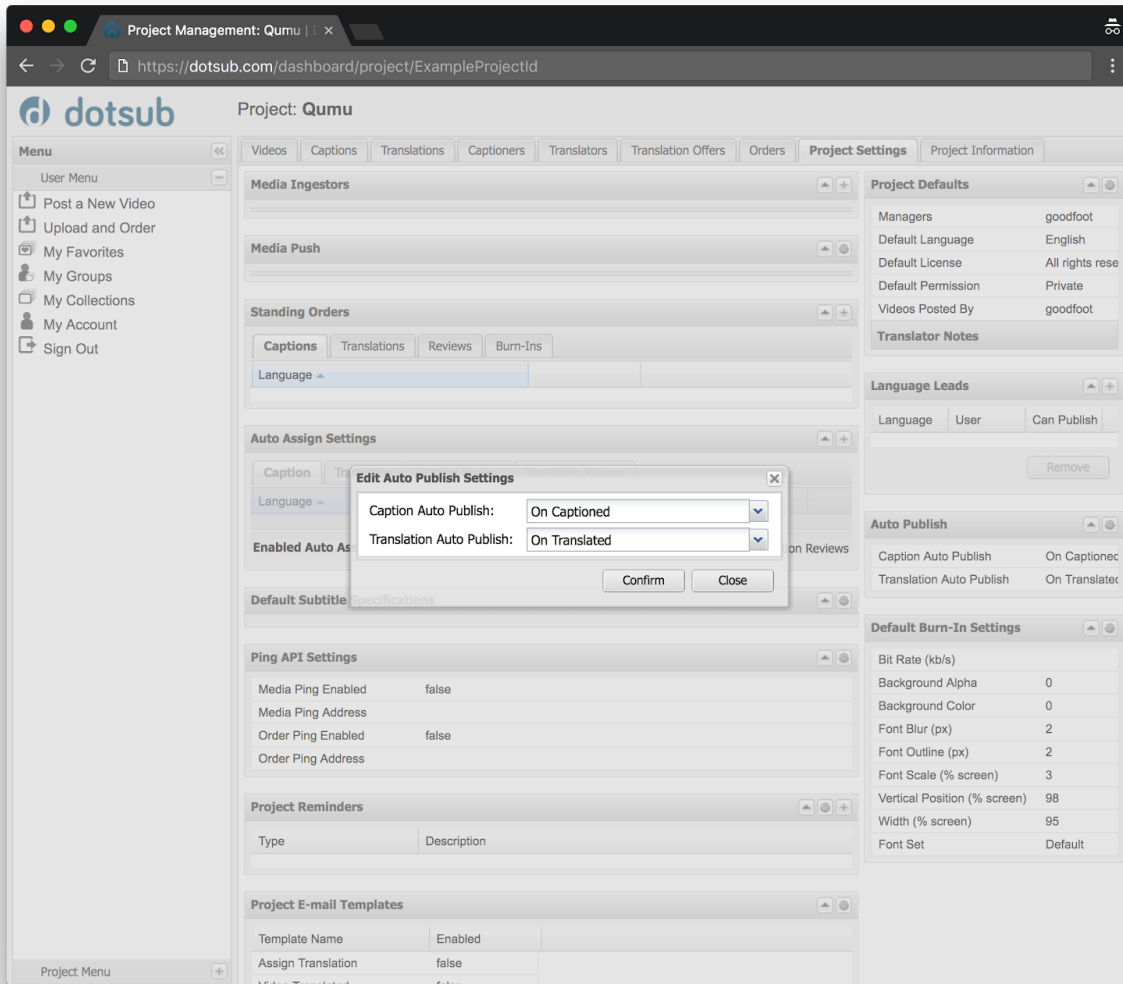 Project Management: Qumu |
https://dotsub.com/dashboard/project/ExampleProjectId
dotsub
Project: Qumu
Menu
User Menu
Post a New Video
Upload and Order
My Favorites
My Groups
My Collections
My Account
Sign Out
Project Menu
Videos Captions Translations Captioners Translators Translation Offers Orders Project Settings Project Information
Media Ingestors
Media Push
Standing Orders
Captions Translations Reviews Burn-Ins
Language
Auto Assign Settings
Caption
Language
Enabled Auto
on Reviews
Edit Auto Publish Settings
Caption Auto Publish: On Captioned
Translation Auto Publish: On Translated
Confirm Close
Default Subtitle Specifications
Ping API Settings
Media Ping Enabled false
Media Ping Address
Order Ping Enabled false
Order Ping Address
Project Reminders
Type Description
Project E-mail Templates
Template Name Enabled
Assign Translation false
Video Translated false
Project Defaults
Managers goodfoot
Default Language English
Default License All rights rese
Default Permission Private
Videos Posted By goodfoot
Translator Notes
Language Leads
Language User Can Publish
Remove
Auto Publish
Caption Auto Publish On Captioned
Translation Auto Publish On Translated
Default Burn-In Settings
Bit Rate (kb/s)
Background Alpha 0
Background Color 0
Font Blur (px) 2
Font Outline (px) 2
Font Scale (% screen) 3
Vertical Position (% screen) 98
Width (% screen) 95
Font Set Default